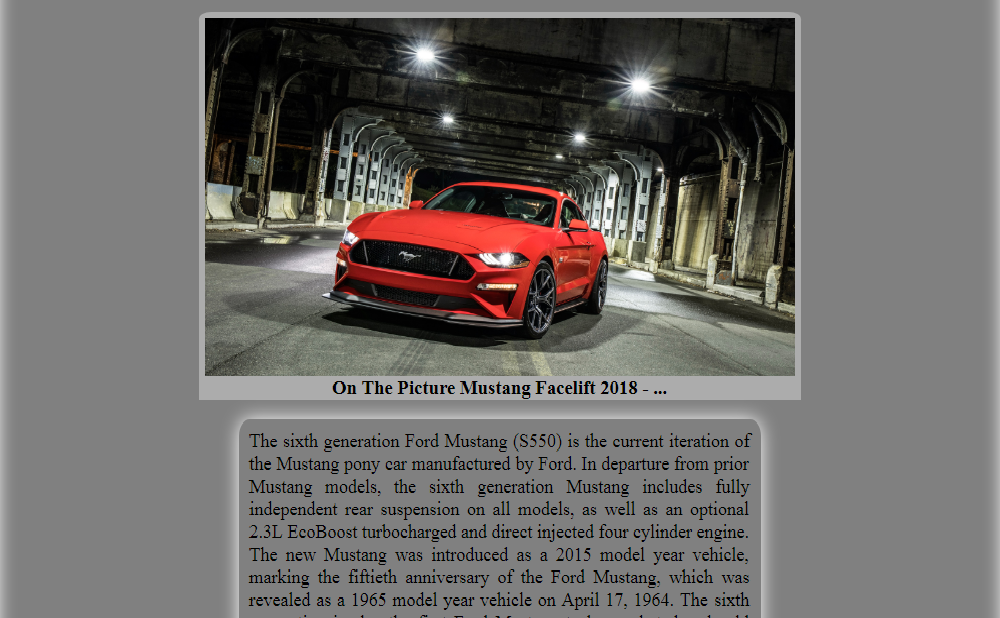 On The Picture Mustang Facelift 2018 - ...
The sixth generation Ford Mustang (S550) is the current iteration of
the Mustang pony car manufactured by Ford. In departure from prior
Mustang models, the sixth generation Mustang includes fully
independent rear suspension on all models, as well as an optional
2.3L EcoBoost turbocharged and direct injected four cylinder engine.
The new Mustang was introduced as a 2015 model year vehicle,
marking the fiftieth anniversary of the Ford Mustang, which was
revealed as a 1965 model year vehicle on April 17, 1964. The sixth